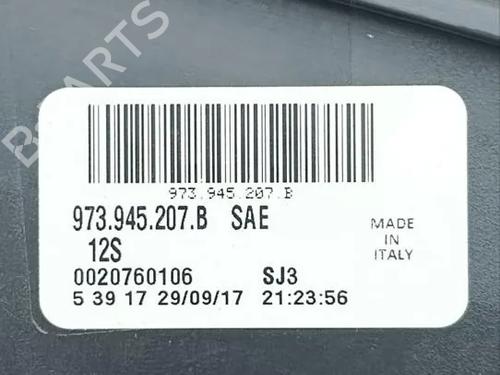 B PARTS
973.945.207.B
973.945.207.B SAE
12S
0020760106 SJ3
5 39 17 29/09/17 21:23:56
MADE
IN
ITALY